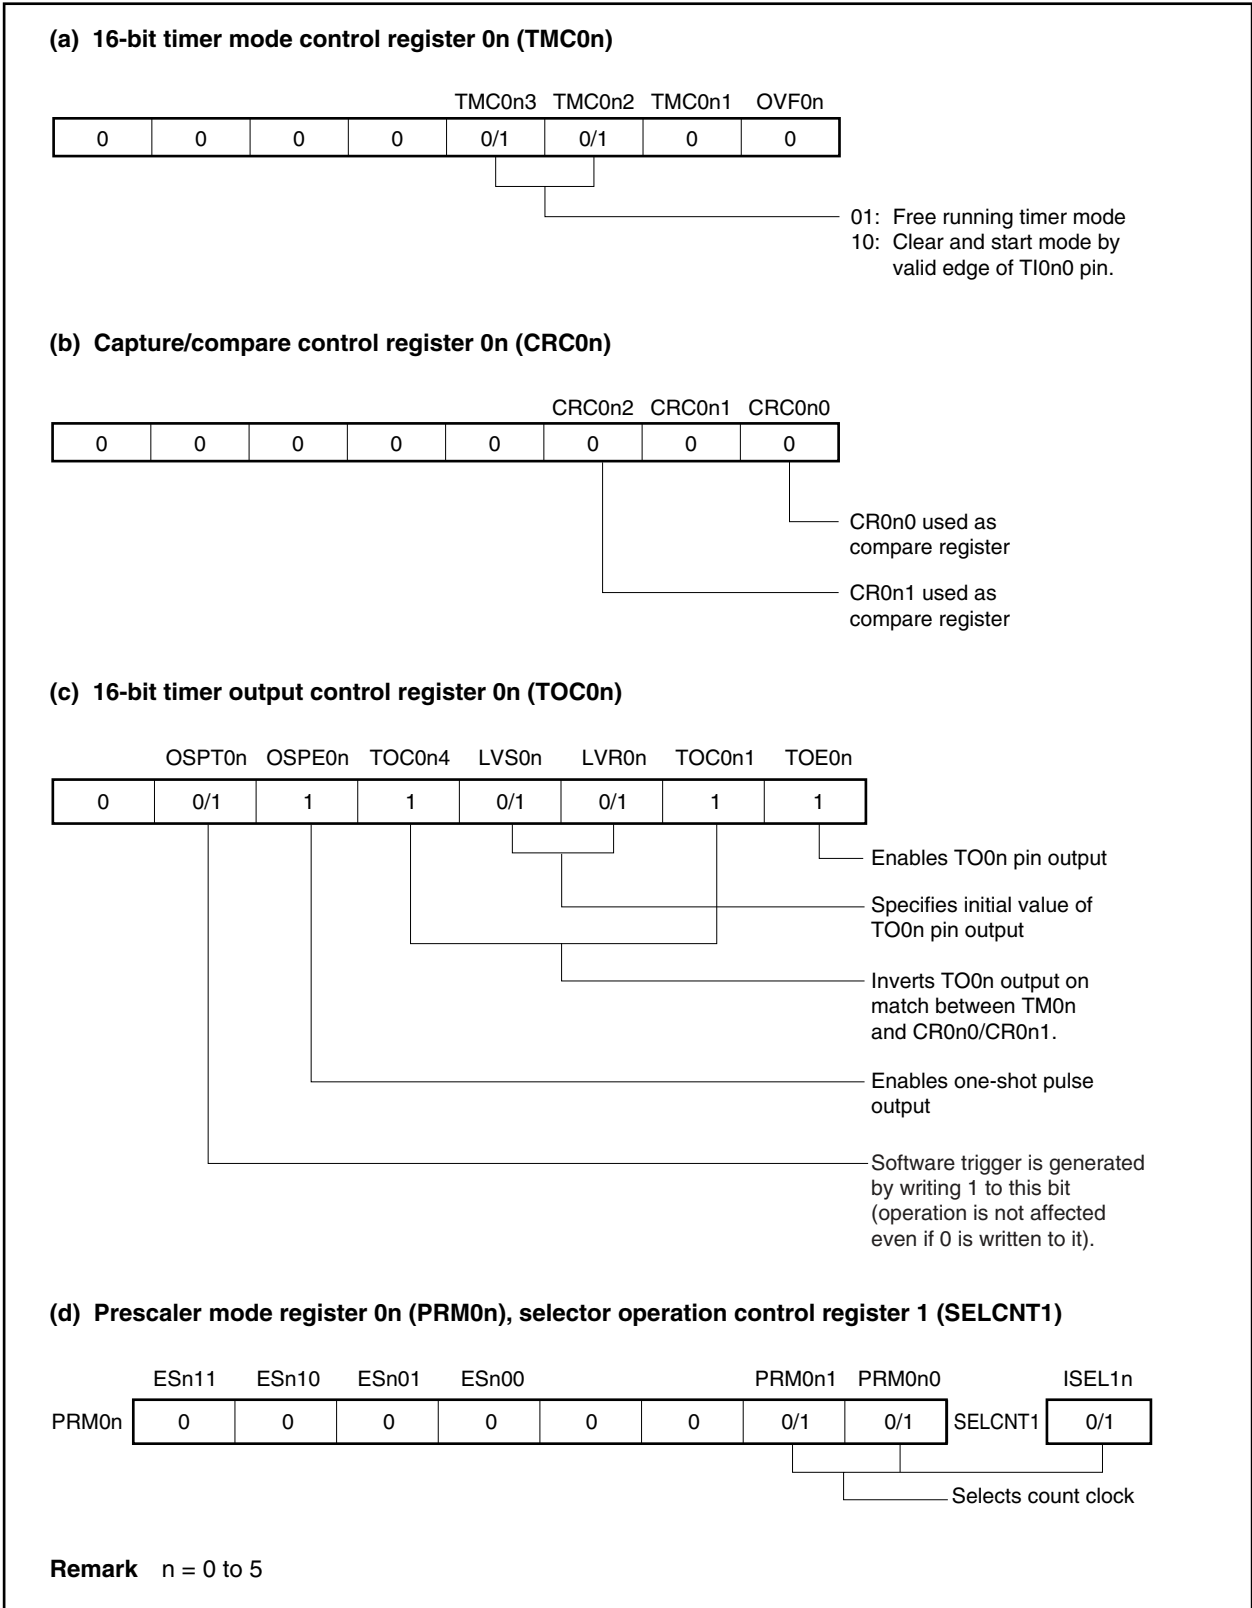 (a) 16-bit timer mode control register 0n (TMC0n)
TMC0n3 TMC0n2 TMC0n1 OVF0n
0 0 0 0 0/1 0/1 0 0
01: Free running timer mode
10: Clear and start mode by
valid edge of TI0n0 pin.
(b) Capture/compare control register 0n (CRC0n)
CRC0n2 CRC0n1 CRC0n0
0 0 0 0 0 0 0 0
CR0n0 used as
compare register
CR0n1 used as
compare register
(c) 16-bit timer output control register 0n (TOC0n)
OSPT0n OSPE0n TOC0n4 LVS0n LVR0n TOC0n1 TOE0n
0 0/1 1 1 0/1 0/1 1 1
Enables TO0n pin output
Specifies initial value of
TO0n pin output
Inverts TO0n output on
match between TM0n
and CR0n0/CR0n1.
Enables one-shot pulse
output
Software trigger is generated
by writing 1 to this bit
(operation is not affected
even if 0 is written to it).
(d) Prescaler mode register 0n (PRM0n), selector operation control register 1 (SELCNT1)
ESn11 ESn10 ESn01 ESn00 PRM0n1 PRM0n0 ISEL1n
PRM0n 0 0 0 0 0 0 0/1 0/1 SELCNT1 0/1
Selects count clock
Remark n = 0 to 5